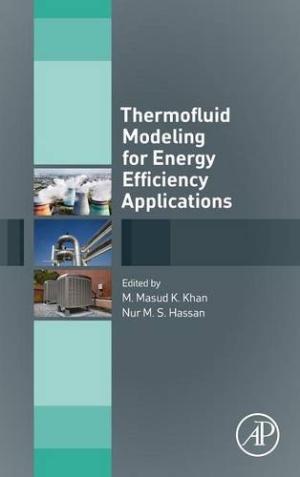 Thermofluid
Modeling
for Energy
Efficiency
Applications
Edited by
M. Masud K. Khan
Nur M. S. Hassan
AP